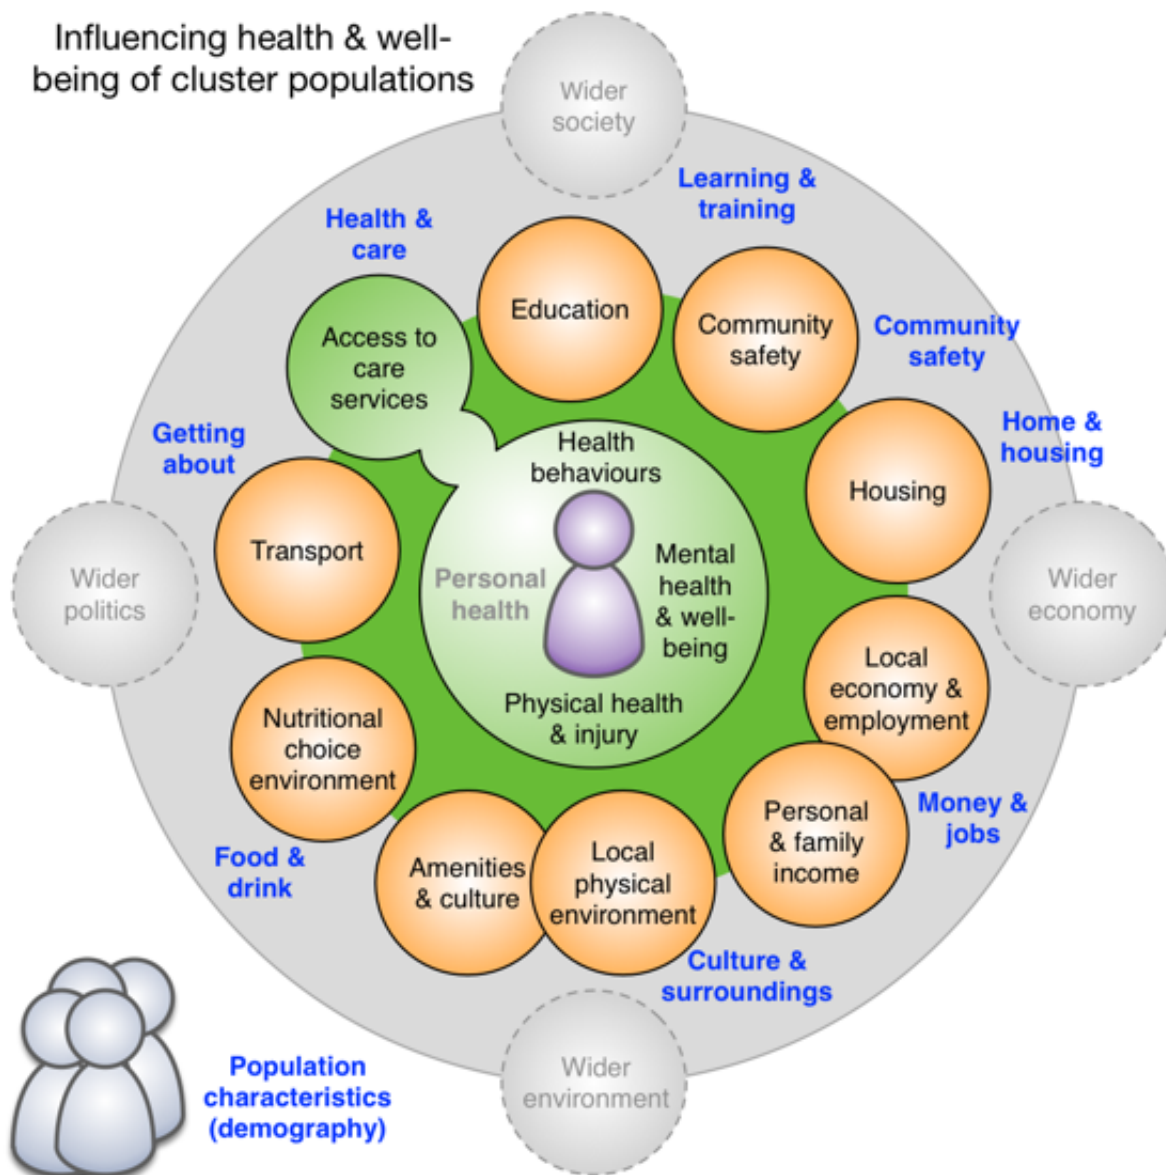 Influencing health & well-
being of cluster populations
Wider
society
Learning &
training
Health &
care
Education
Community
safety
Community
safety
Access to
care
services
Getting
about
Home &
housing
Health
behaviours
Housing
Transport
Wider
politics
Personal
health
Mental
health
& well-
being
Wider
economy
Local
economy &
employment
Physical health
& injury
Nutritional
choice
environment
Money &
jobs
Personal
& family
income
Food &
drink
Amenities
& culture
Local
physical
environment
Culture &
surroundings
Wider
environment
Population
characteristics
(demography)